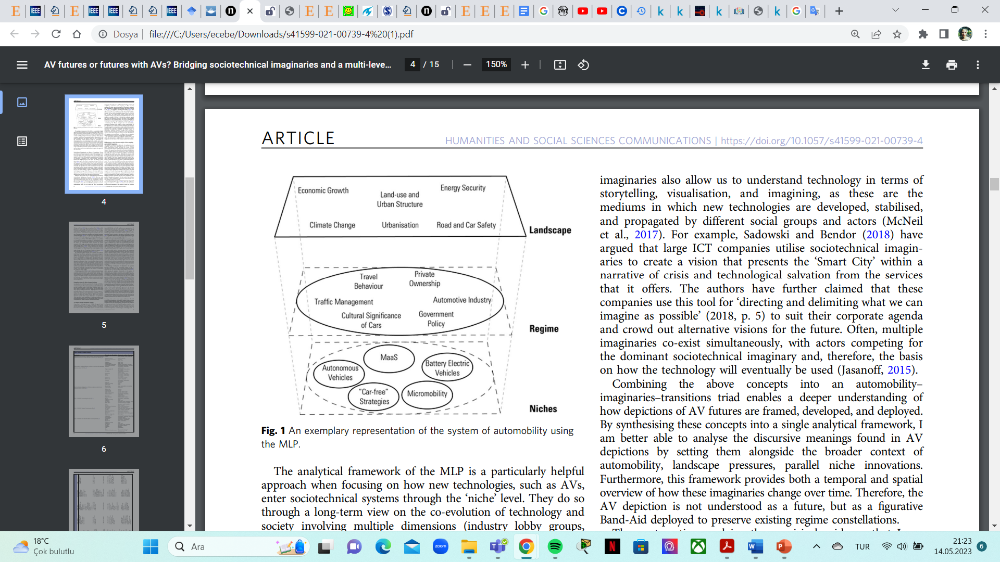 Dosya
file:///C:/Users/ecebe/Downloads/s41599-021-00739-4%20(1).pdf
AV futures or futures with AVs? Bridging sociotechnical imaginaries and a multi-leve...
4 / 15
150%
4
5
6
ARTICLE
HUMANITIES AND SOCIAL SCIENCES COMMUNICATIONS | https://doi.org/10.1057/s41599-021-00739-4
Economic Growth
Land-use and
Urban Structure
Energy Security
Climate Change
Urbanisation
Road and Car Safety
Landscape
Travel
Behaviour
Private
Ownership
Traffic Management
Automotive Industry
Cultural Significance
of Cars
Government
Policy
Regime
MaaS
Autonomous
Vehicles
Battery Electric
Vehicles
"Car-free"
Strategies
Micromobility
Niches
Fig. 1 An exemplary representation of the system of automobility using
the MLP.
The analytical framework of the MLP is a particularly helpful
approach when focusing on how new technologies, such as AVs,
enter sociotechnical systems through the ‘niche’ level. They do so
through a long-term view on the co-evolution of technology and
society involving multiple dimensions (industry lobby groups,
imaginaries also allow us to understand technology in terms of
storytelling, visualisation, and imagining, as these are the
mediums in which new technologies are developed, stabilised,
and propagated by different social groups and actors (McNeil
et al., 2017). For example, Sadowski and Bendor (2018) have
argued that large ICT companies utilise sociotechnical imagin-
aries to create a vision that presents the ‘Smart City’ within a
narrative of crisis and technological salvation from the services
that it offers. The authors have further claimed that these
companies use this tool for ‘directing and delimiting what we can
imagine as possible’ (2018, p. 5) to suit their corporate agenda
and crowd out alternative visions for the future. Often, multiple
imaginaries co-exist simultaneously, with actors competing for
the dominant sociotechnical imaginary and, therefore, the basis
on how the technology will eventually be used (Jasanoff, 2015).
Combining the above concepts into an automobility–
imaginaries–transitions triad enables a deeper understanding of
how depictions of AV futures are framed, developed, and deployed.
By synthesising these concepts into a single analytical framework, I
am better able to analyse the discursive meanings found in AV
depictions by setting them alongside the broader context of
automobility, landscape pressures, parallel niche innovations.
Furthermore, this framework provides both a temporal and spatial
overview of how these imaginaries change over time. Therefore, the
AV depiction is not understood as a future, but as a figurative
Band-Aid deployed to preserve existing regime constellations.
18°C
Çok bulutlu
Ara
zoom
TUR
21:23
14.05.2023
6